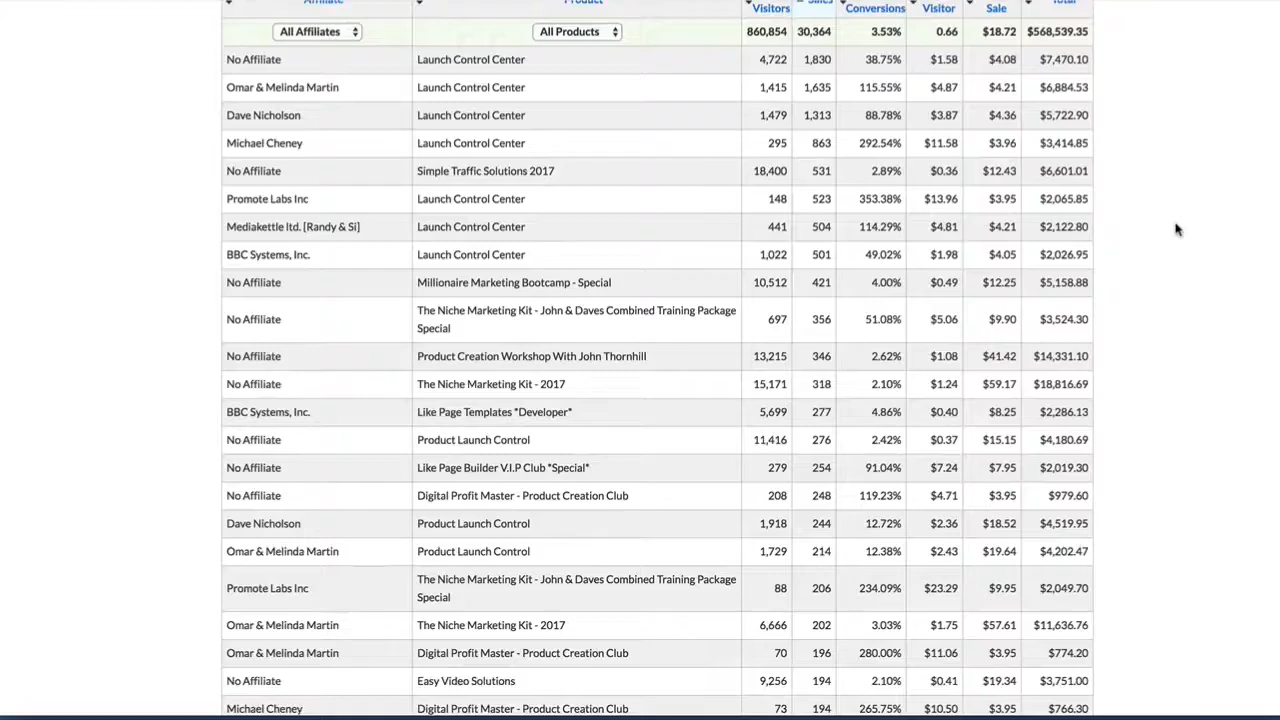 Affiliate Product Visitors Sales Conversions Visitor Sale Total
All Affiliates All Products 860,854 30,364 3.53% 0.66 $18.72 $568,539.35
No Affiliate Launch Control Center 4,722 1,830 38.75% $1.58 $4.08 $7,470.10
Omar & Melinda Martin Launch Control Center 1,415 1,635 115.55% $4.87 $4.21 $6,884.53
Dave Nicholson Launch Control Center 1,479 1,313 88.78% $3.87 $4.36 $5,722.90
Michael Cheney Launch Control Center 295 863 292.54% $11.58 $3.96 $3,414.85
No Affiliate Simple Traffic Solutions 2017 18,400 531 2.89% $0.36 $12.43 $6,601.01
Promote Labs Inc Launch Control Center 148 523 353.38% $13.96 $3.95 $2,065.85
Mediakettle ltd. [Randy & Si] Launch Control Center 441 504 114.29% $4.81 $4.21 $2,122.80
BBC Systems, Inc. Launch Control Center 1,022 501 49.02% $1.98 $4.05 $2,026.95
No Affiliate Millionaire Marketing Bootcamp - Special 10,512 421 4.00% $0.49 $12.25 $5,158.88
No Affiliate The Niche Marketing Kit - John & Daves Combined Training Package
Special 697 356 51.08% $5.06 $9.90 $3,524.30
No Affiliate Product Creation Workshop With John Thornhill 13,215 346 2.62% $1.08 $41.42 $14,331.10
No Affiliate The Niche Marketing Kit - 2017 15,171 318 2.10% $1.24 $59.17 $18,816.69
BBC Systems, Inc. Like Page Templates *Developer* 5,699 277 4.86% $0.40 $8.25 $2,286.13
No Affiliate Product Launch Control 11,416 276 2.42% $0.37 $15.15 $4,180.69
No Affiliate Like Page Builder V.I.P Club *Special* 279 254 91.04% $7.24 $7.95 $2,019.30
No Affiliate Digital Profit Master - Product Creation Club 208 248 119.23% $4.71 $3.95 $979.60
Dave Nicholson Product Launch Control 1,918 244 12.72% $2.36 $18.52 $4,519.95
Omar & Melinda Martin Product Launch Control 1,729 214 12.38% $2.43 $19.64 $4,202.47
Promote Labs Inc The Niche Marketing Kit - John & Daves Combined Training Package
Special 88 206 234.09% $23.29 $9.95 $2,049.70
Omar & Melinda Martin The Niche Marketing Kit - 2017 6,666 202 3.03% $1.75 $57.61 $11,636.76
Omar & Melinda Martin Digital Profit Master - Product Creation Club 70 196 280.00% $11.06 $3.95 $774.20
No Affiliate Easy Video Solutions 9,256 194 2.10% $0.41 $19.34 $3,751.00
Michael Cheney Digital Profit Master - Product Creation Club 73 194 265.75% $10.50 $3.95 $766.30